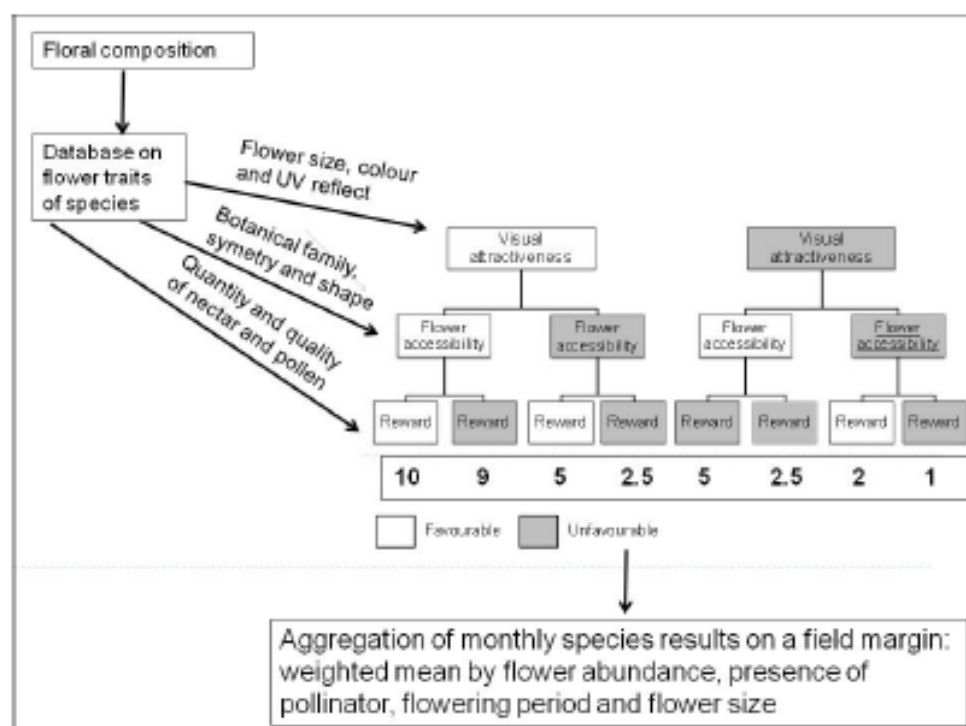 Floral composition
Database on
flower traits
of species
Flower size, colour
and UV reflect
Botanical family,
symetry and shape
Quantity and quality
of nectar and pollen
Visual
attractiveness
Visual
attractiveness
Flower
accessibility
Flower
accessibility
Flower
accessibility
Flower
accessibility
Reward
Reward
Reward
Reward
Reward
Reward
Reward
Reward
10 9 5 2.5 5 2.5 2 1
Favourable
Unfavourable
Aggregation of monthly species results on a field margin:
weighted mean by flower abundance, presence of
pollinator, flowering period and flower size